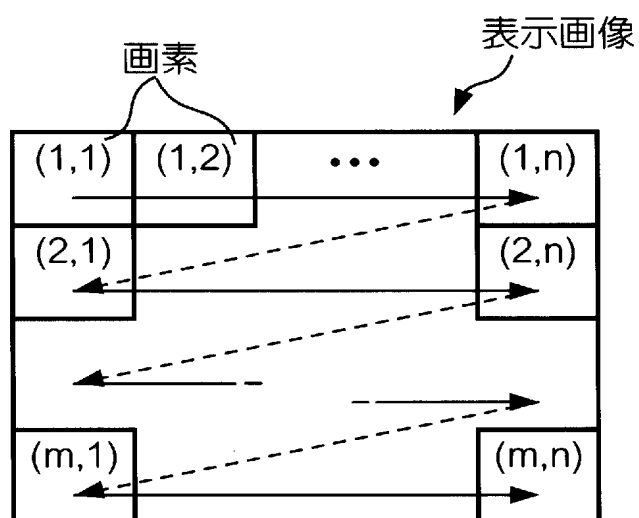 表示画像
画素
(1,1) (1,2) ••• (1,n)
(2,1) (2,n)
(m,1) (m,n)